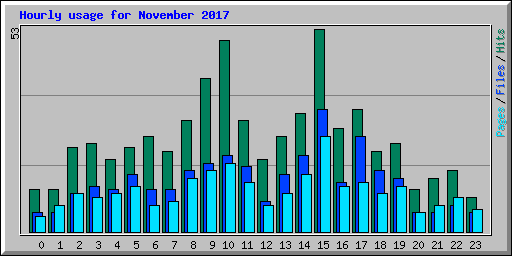 Hourly usage for November 2017
53
Pages / Files / Hits
0 1 2 3 4 5 6 7 8 9 10 11 12 13 14 15 16 17 18 19 20 21 22 23